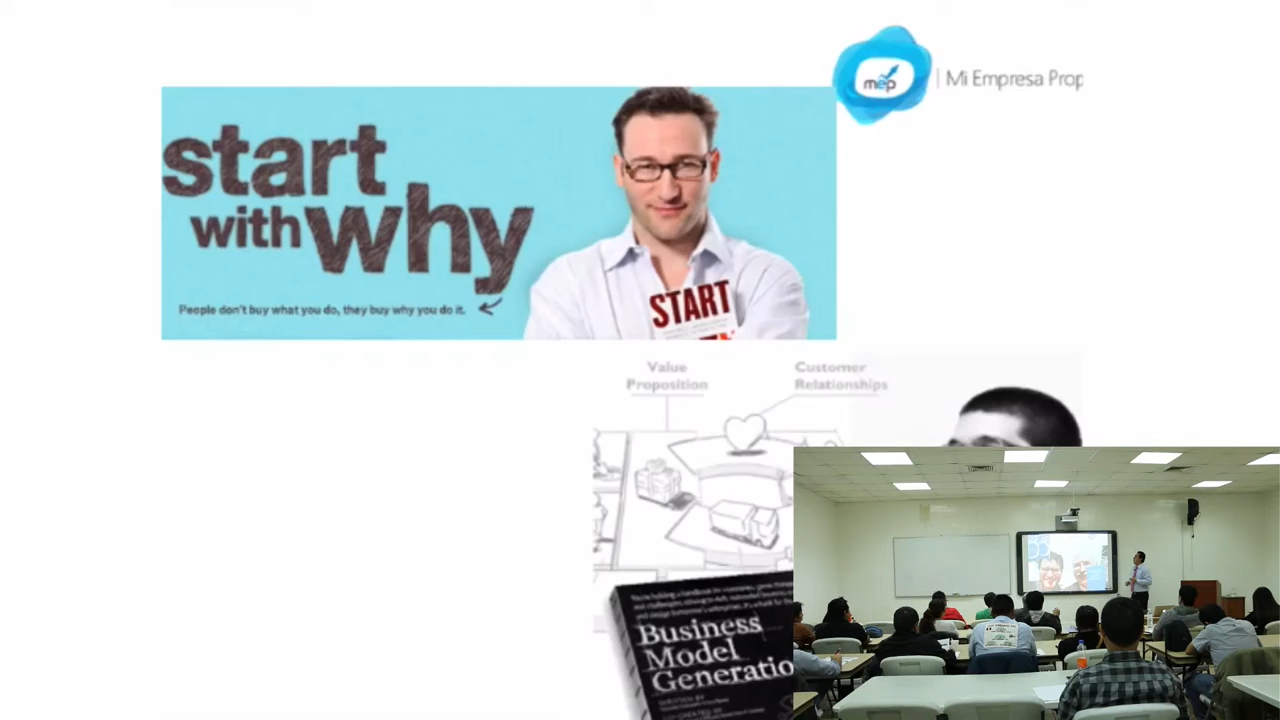 mep | Mi Empresa Prop
start
with why
People don't buy what you do, they buy why you do it.
START
Value
Proposition
Customer
Relationships
Business
Model
Generatio